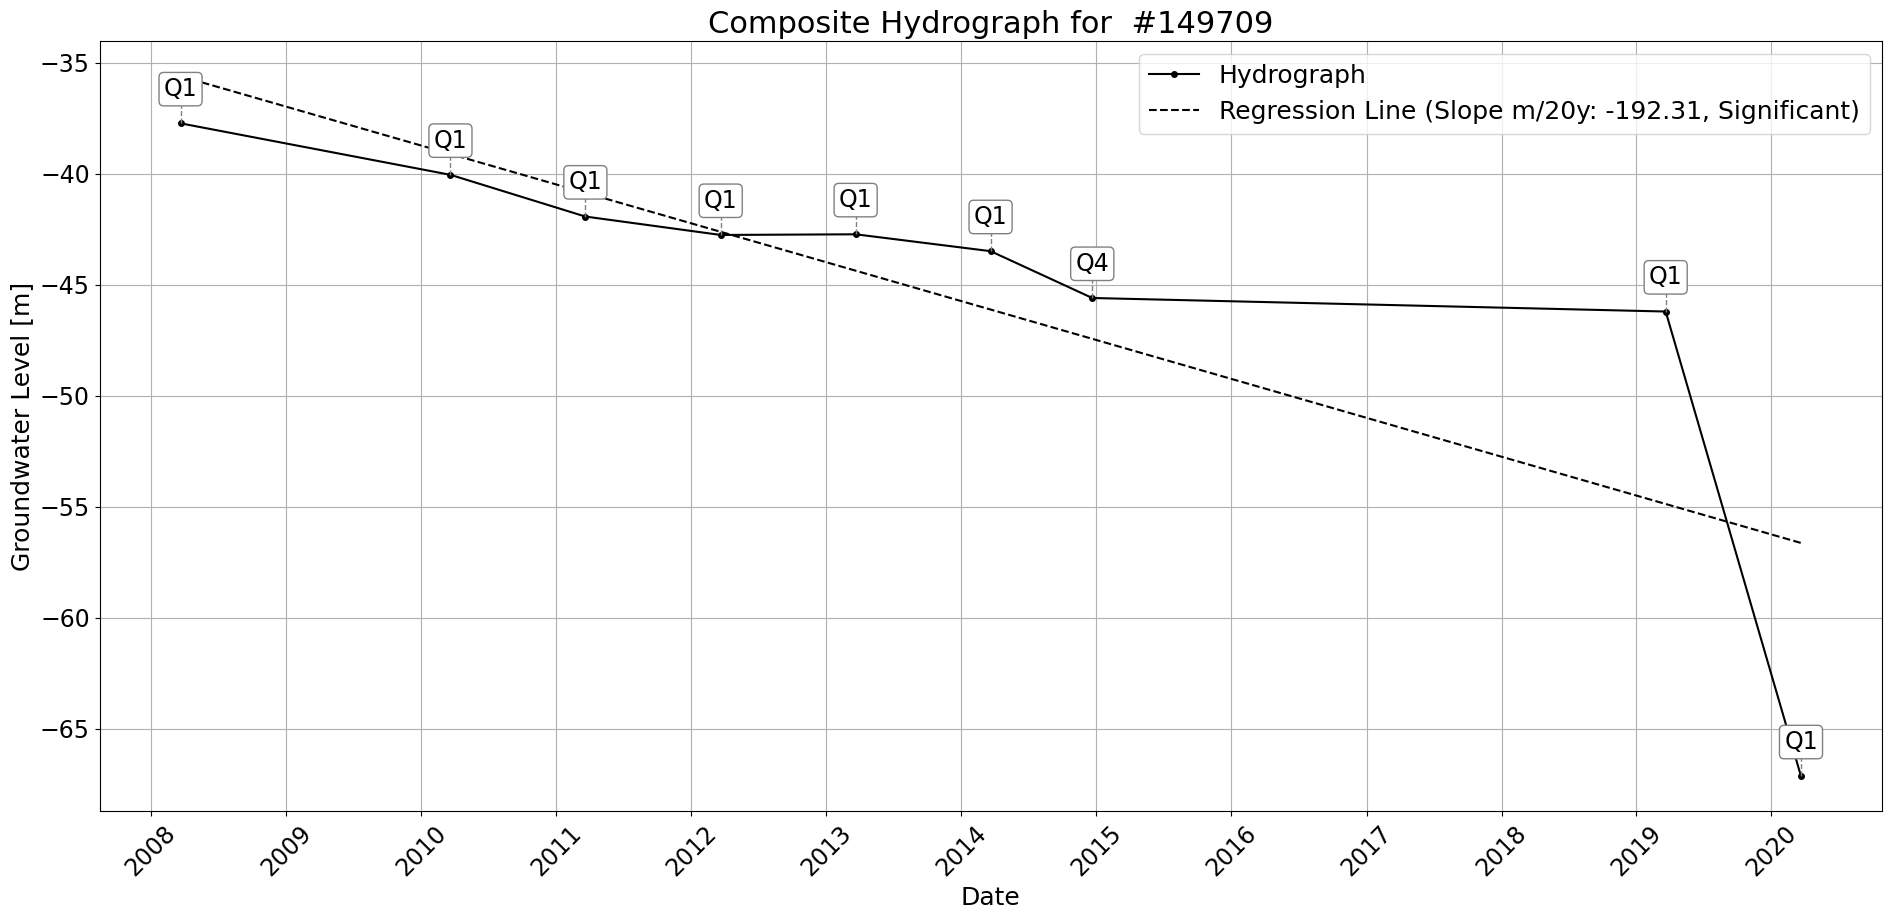 Composite Hydrograph for  #149709
Hydrograph
Regression Line (Slope m/20y: -192.31, Significant)
Groundwater Level [m]
−35
−40
−45
−50
−55
−60
−65
Q1
Q1
Q1
Q1
Q1
Q1
Q4
Q1
Q1
2008
2009
2010
2011
2012
2013
2014
2015
2016
2017
2018
2019
2020
Date